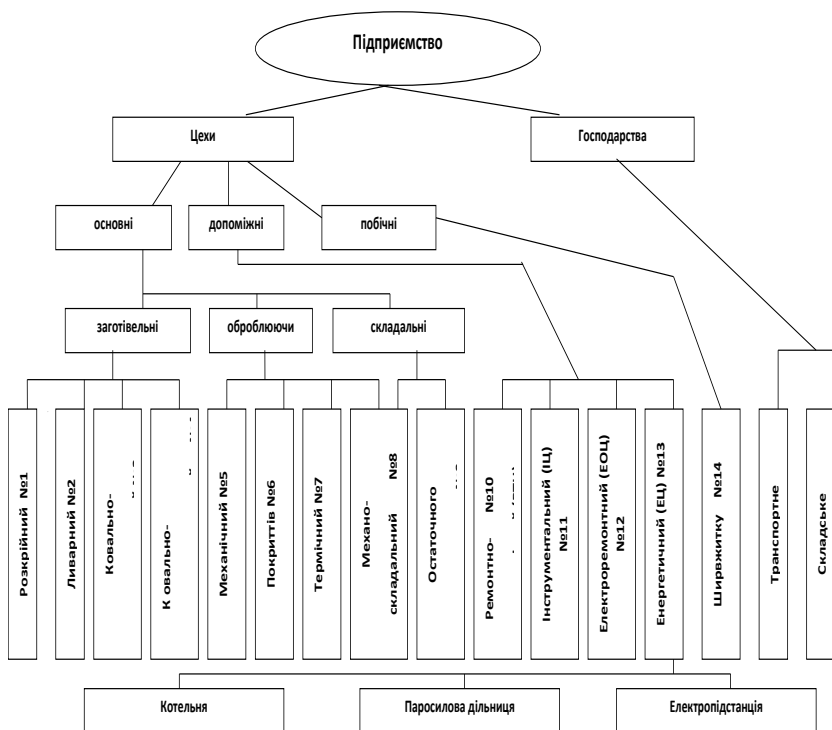 Підприємство
Цехи
Господарства
основні
допоміжні
побічні
заготівельні
оброблюючи
складальні
Розкрійний №1
Ливарний №2
Ковально-
К овально-
Механічний №5
Покриттів №6
Термічний №7
Механо-
складальний №8
Остаточного
Ремонтно- №10
Інструментальний (ІЦ)
№11
Електроремонтний (ЕОЦ)
№12
Енергетичний (ЕЦ) №13
Ширвжитку №14
Транспортне
Складське
Котельня
Паросилова дільниця
Електропідстанція